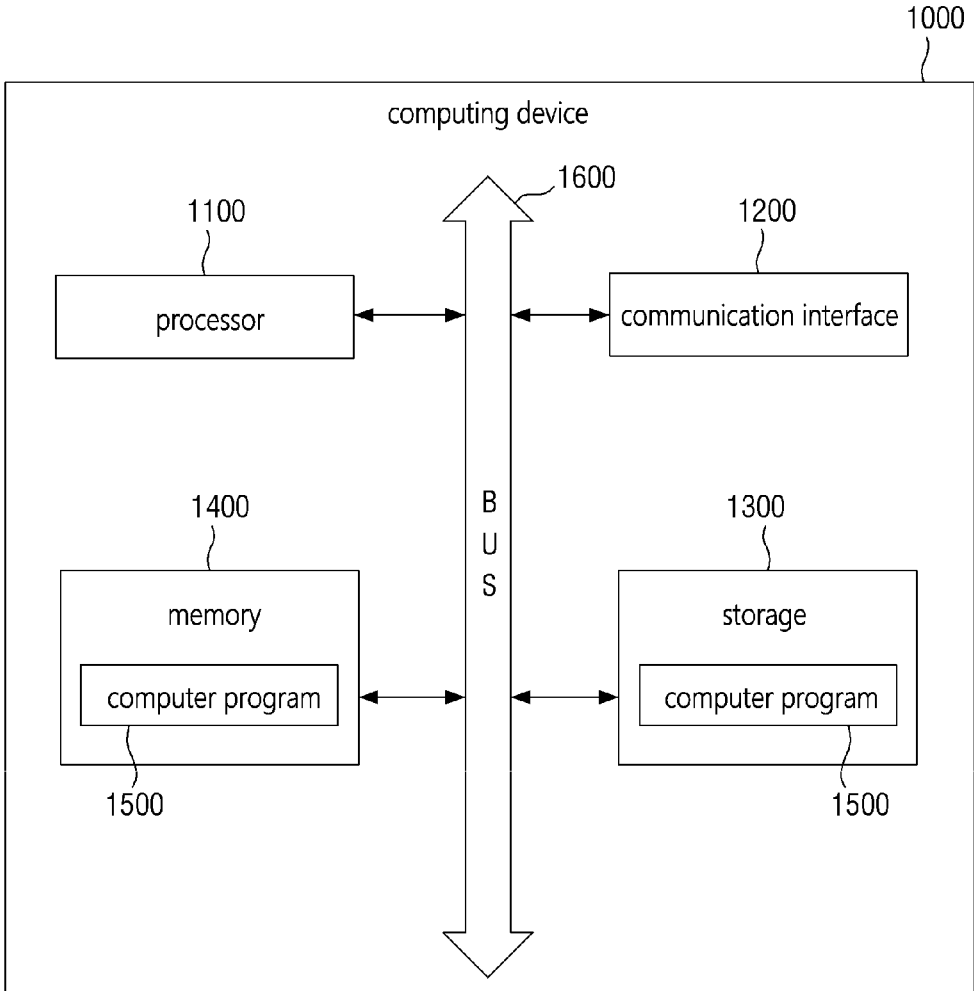 1000
computing device
1600
1100
1200
processor
communication interface
B
U
S
1400
1300
memory
storage
computer program
computer program
1500
1500